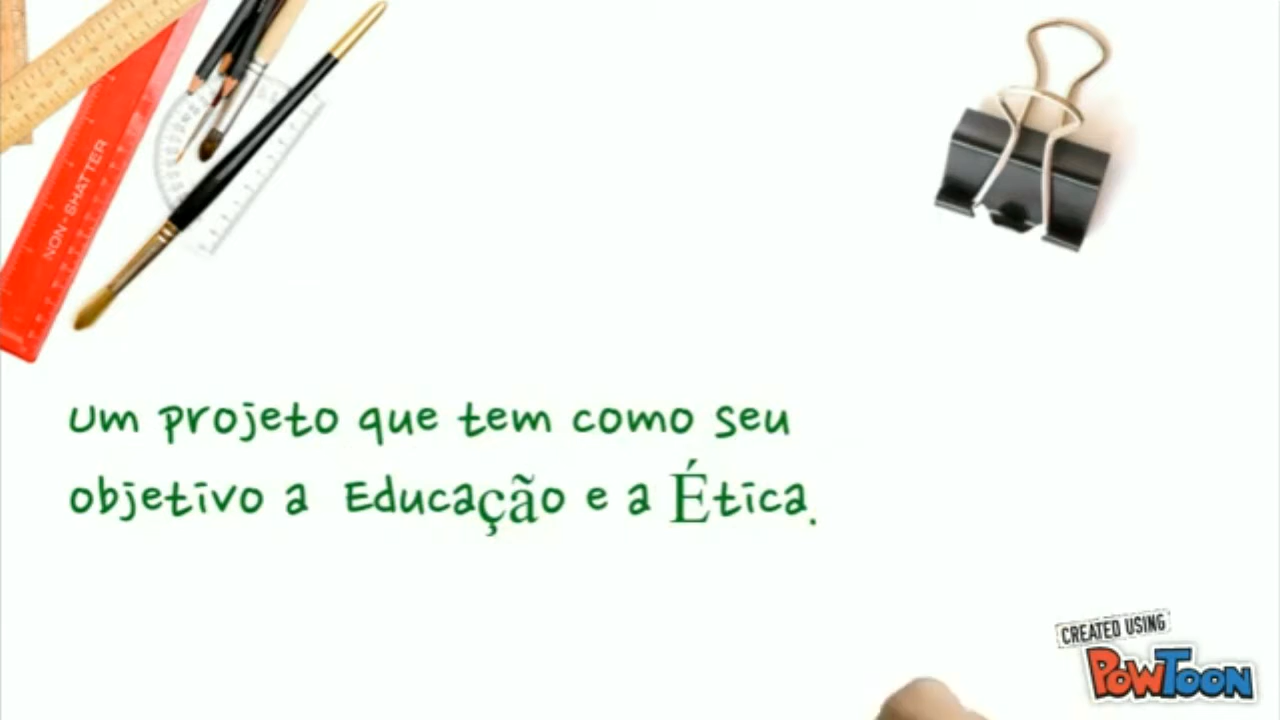 NON-SHATTER
Um projeto que tem como seu
objetivo a Educação e a Ética.
CREATED USING
POWTOON